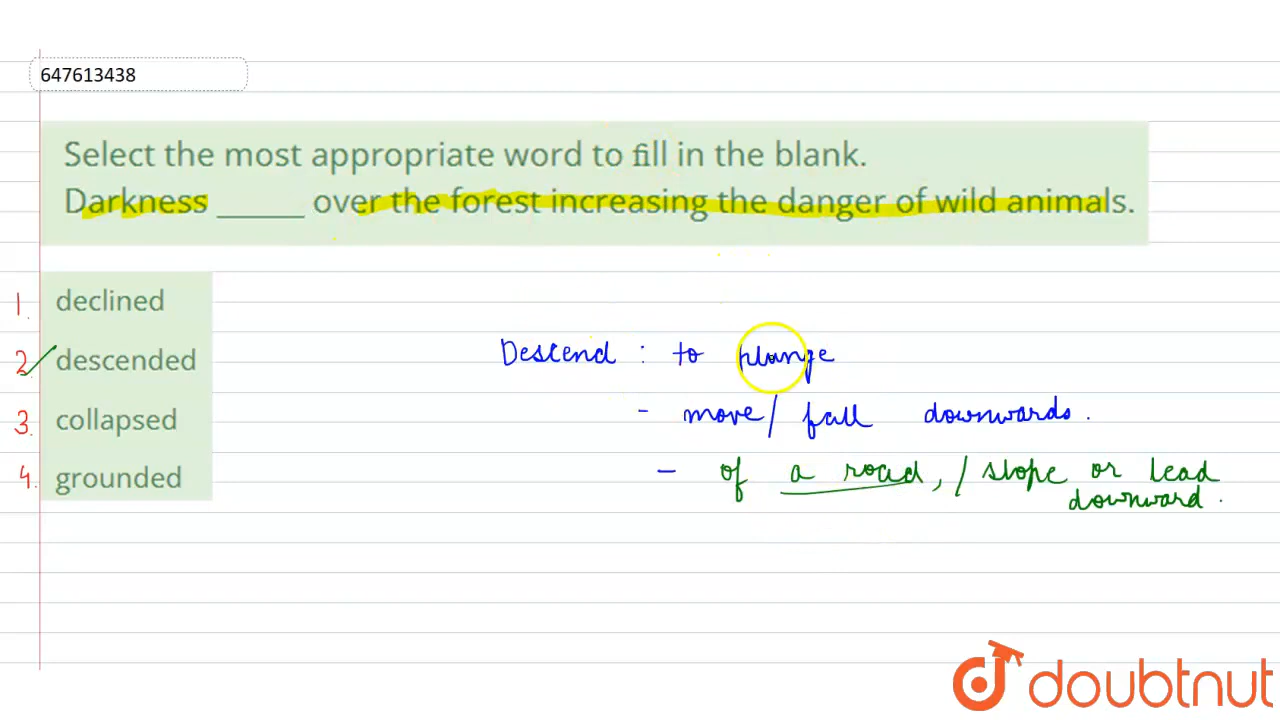 647613438
Select the most appropriate word to fill in the blank.
Darkness ______ over the forest increasing the danger of wild animals.
1. declined
2. descended
3. collapsed
4. grounded
Descend : to plunge
- move/ fall downwards.
- of a road, / slope or lead
downward.
doubtnut